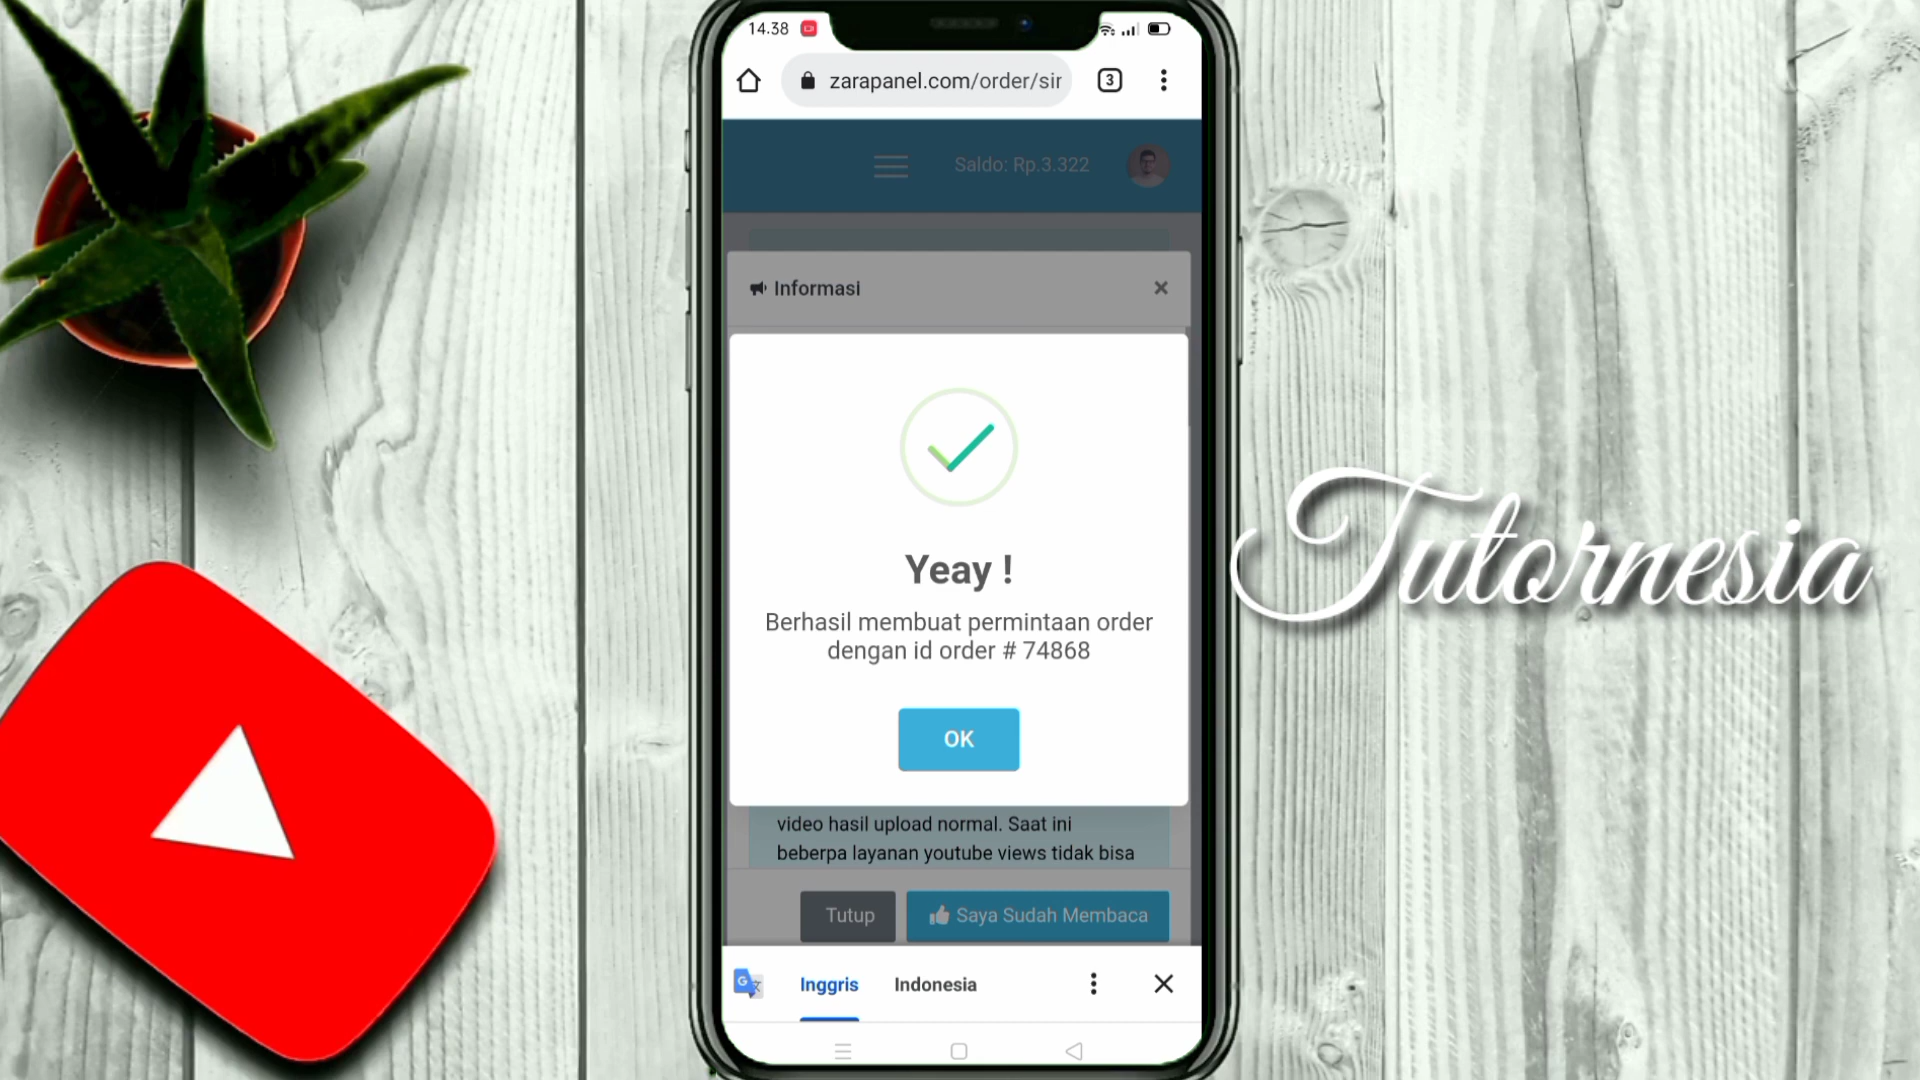 14.38
zarapanel.com/order/sir
3
Saldo: Rp.3.322
Informasi
Yeay !
Berhasil membuat permintaan order
dengan id order # 74868
OK
video hasil upload normal. Saat ini
beberpa layanan youtube views tidak bisa
Tutup
Saya Sudah Membaca
Inggris
Indonesia
Tutornesia